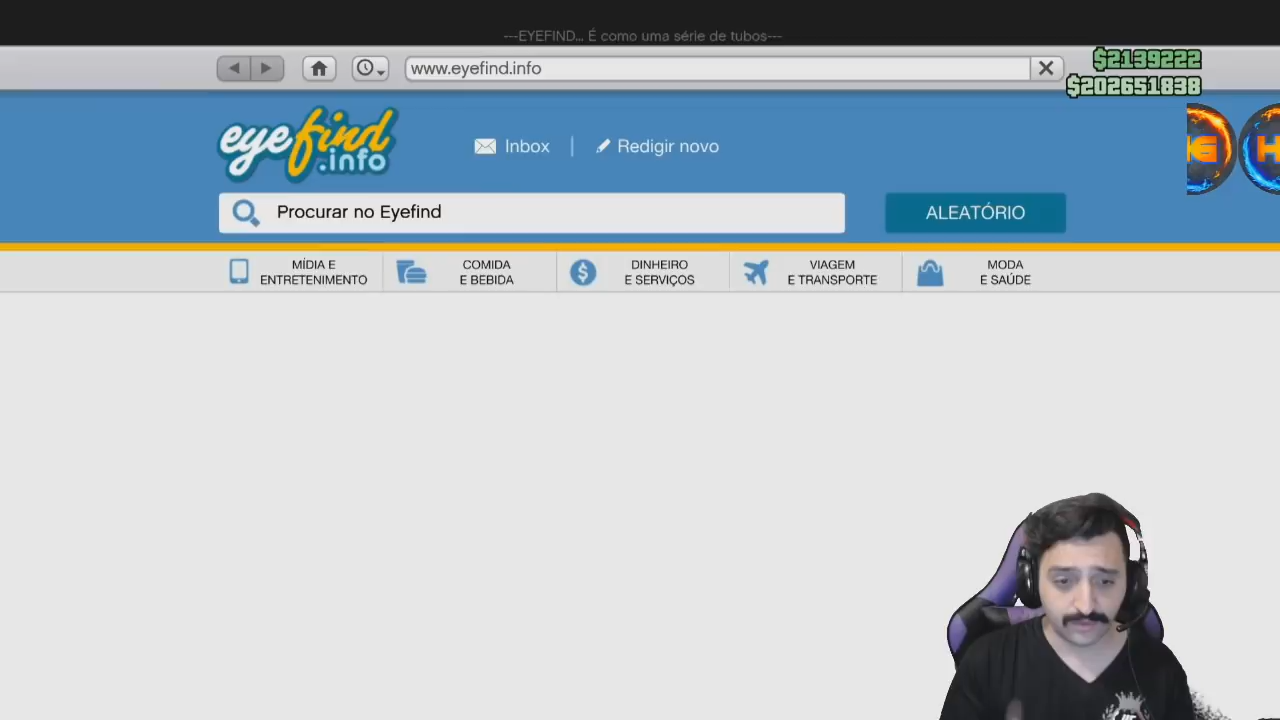 ---EYEFIND... É como uma série de tubos---
www.eyefind.info
$2139222
$202651838
eyefind.info
Inbox
Redigir novo
Procurar no Eyefind
ALEATÓRIO
MÍDIA E
ENTRETENIMENTO
COMIDA
E BEBIDA
DINHEIRO
E SERVIÇOS
VIAGEM
E TRANSPORTE
MODA
E SAÚDE